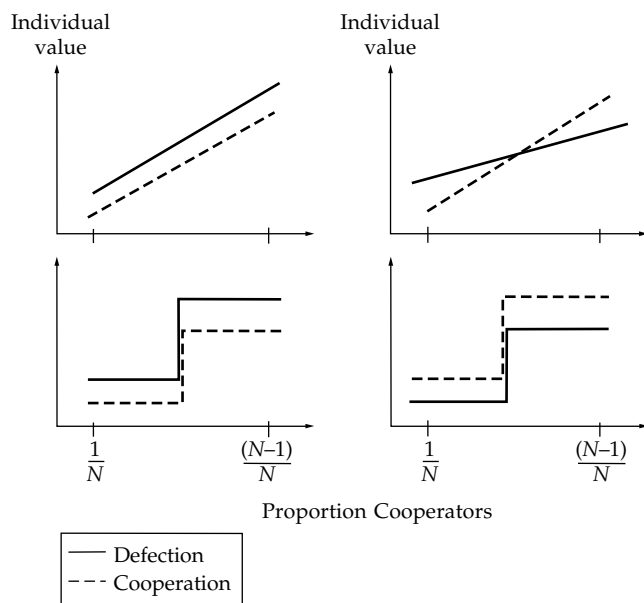 Individual
value
Individual
value
1
N
(N–1)
N
1
N
(N–1)
N
Proportion Cooperators
Defection
Cooperation